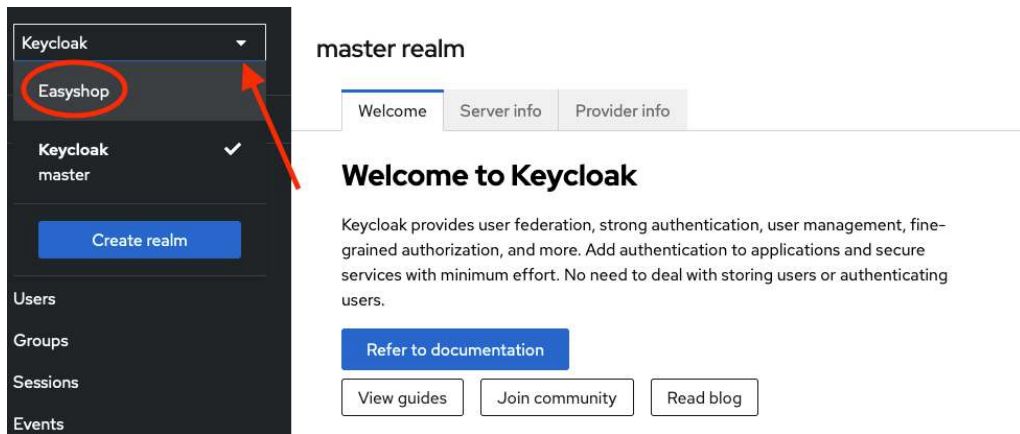 Keycloak
Easyshop
Keycloak
master
Create realm
Users
Groups
Sessions
Events
master realm
Welcome
Server info
Provider info
Welcome to Keycloak
Keycloak provides user federation, strong authentication, user management, fine-
grained authorization, and more. Add authentication to applications and secure
services with minimum effort. No need to deal with storing users or authenticating
users.
Refer to documentation
View guides
Join community
Read blog